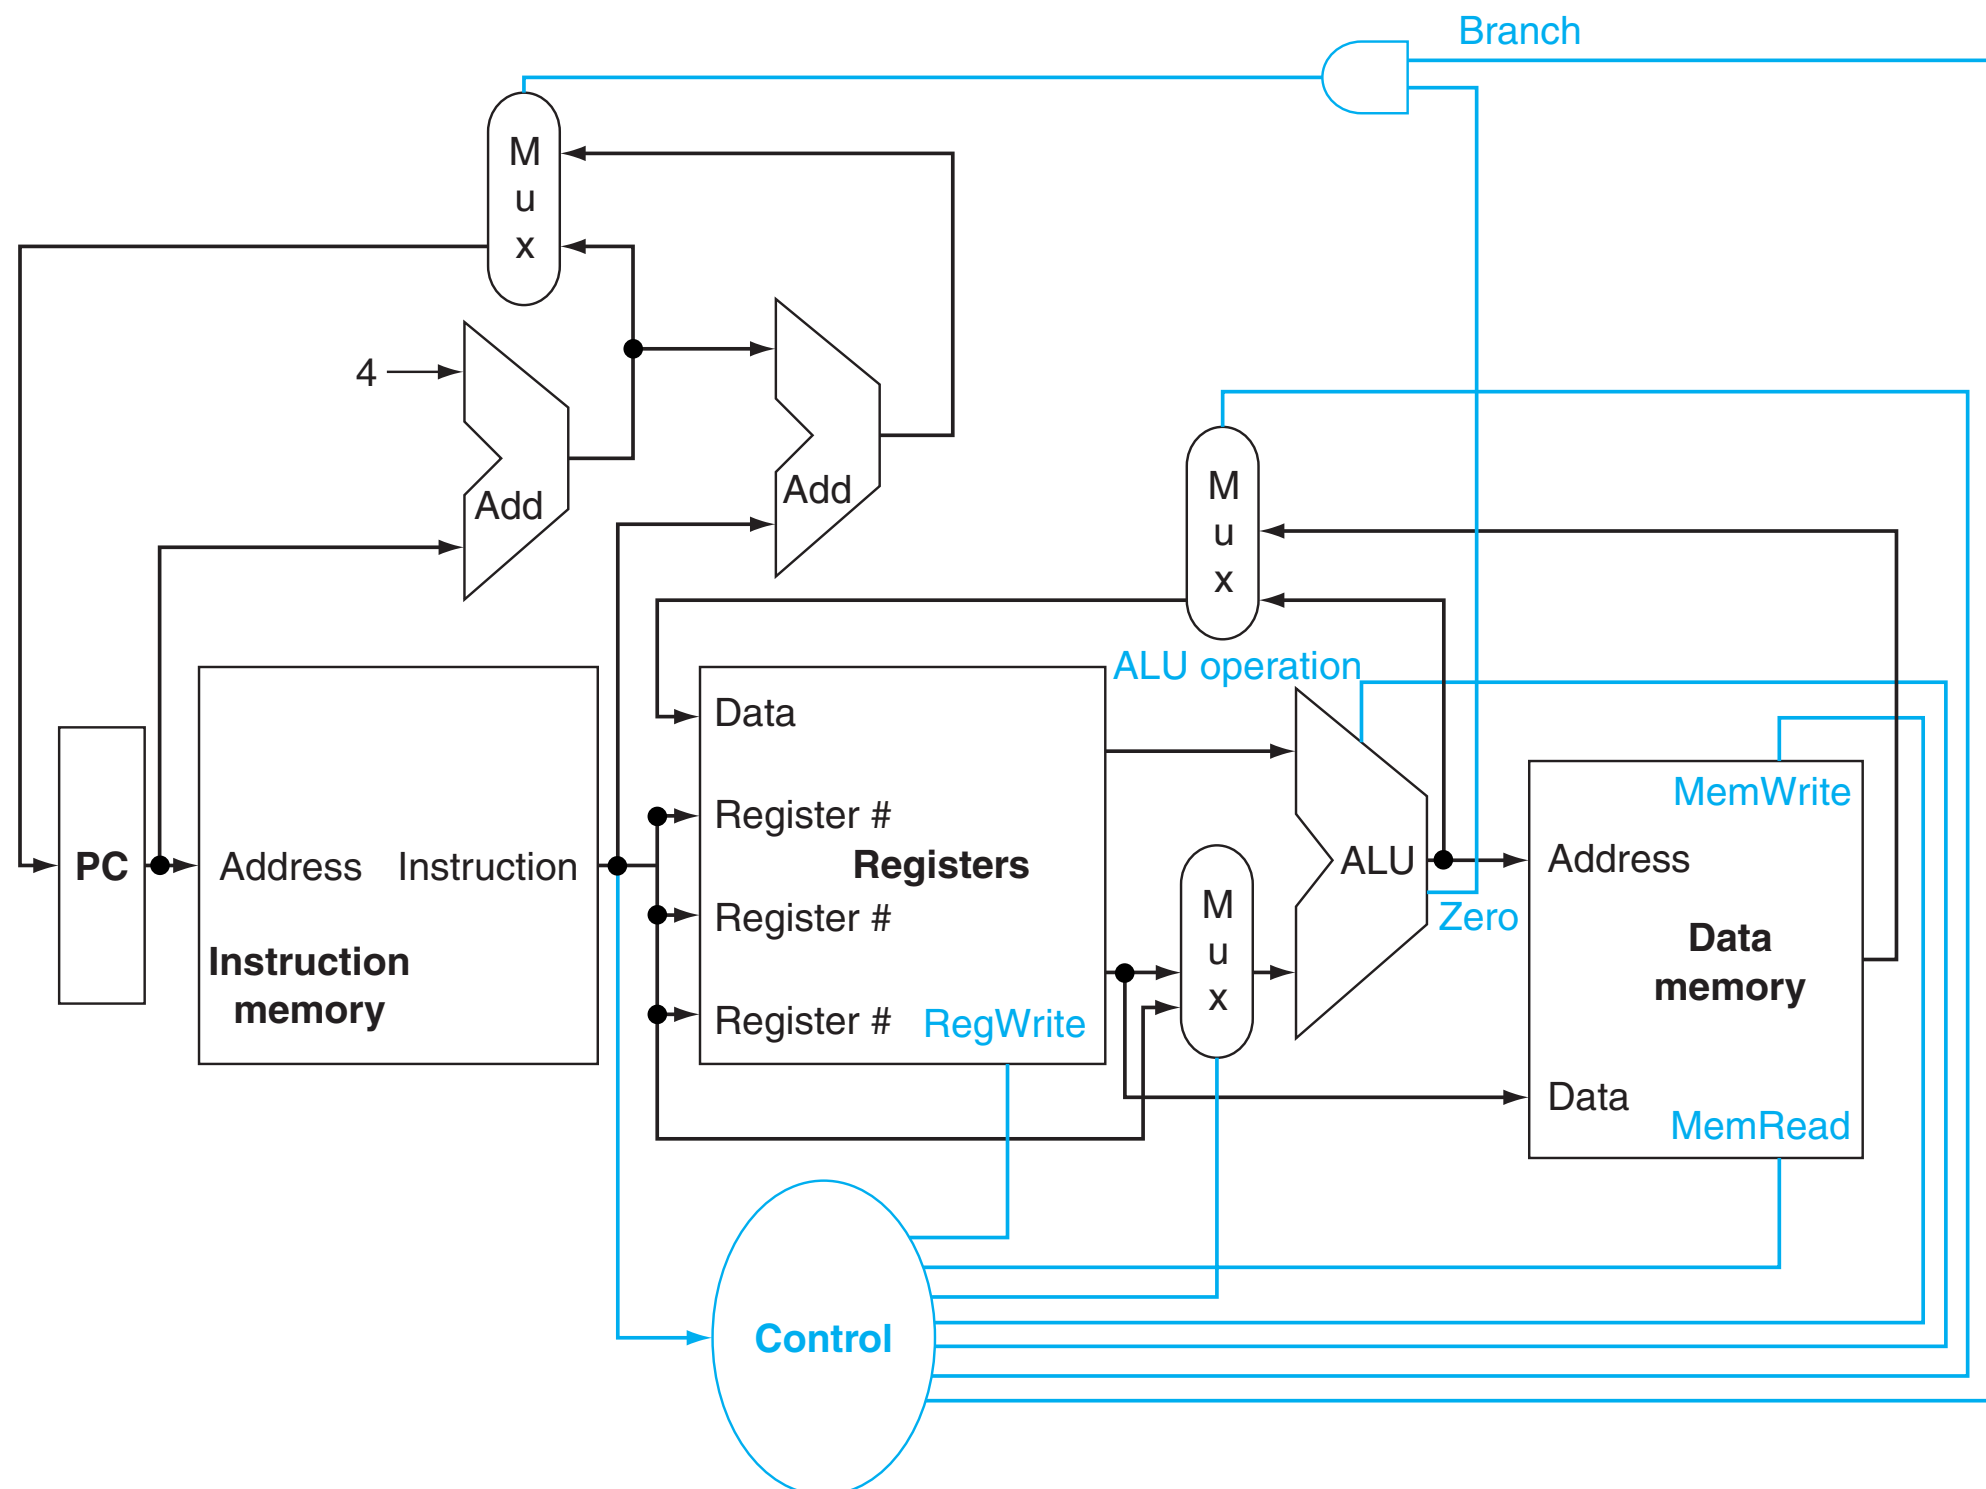 Branch
M
u
x
4
Add
Add
M
u
x
ALU operation
Data
Register #
Registers
Register #
Register #
RegWrite
PC
Address
Instruction
Instruction
memory
M
u
x
ALU
Zero
MemWrite
Address
Data
memory
Data
MemRead
Control